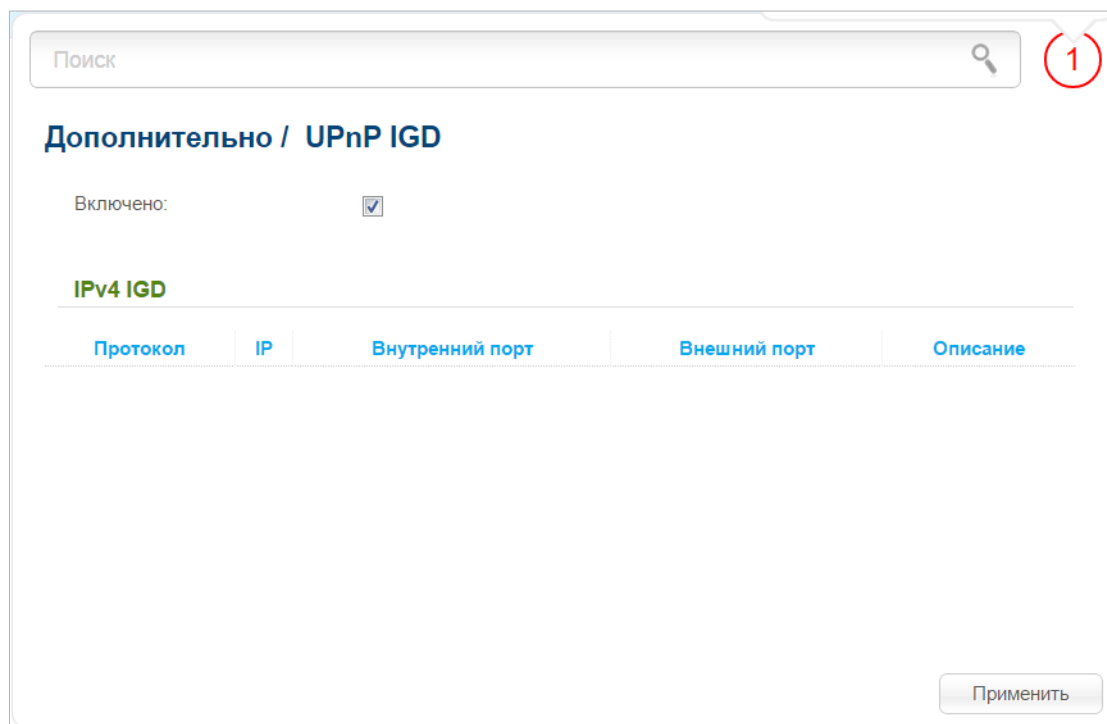 Поиск
1
Дополнительно / UPnP IGD
Включено:
IPv4 IGD
Протокол IP Внутренний порт Внешний порт Описание
Применить